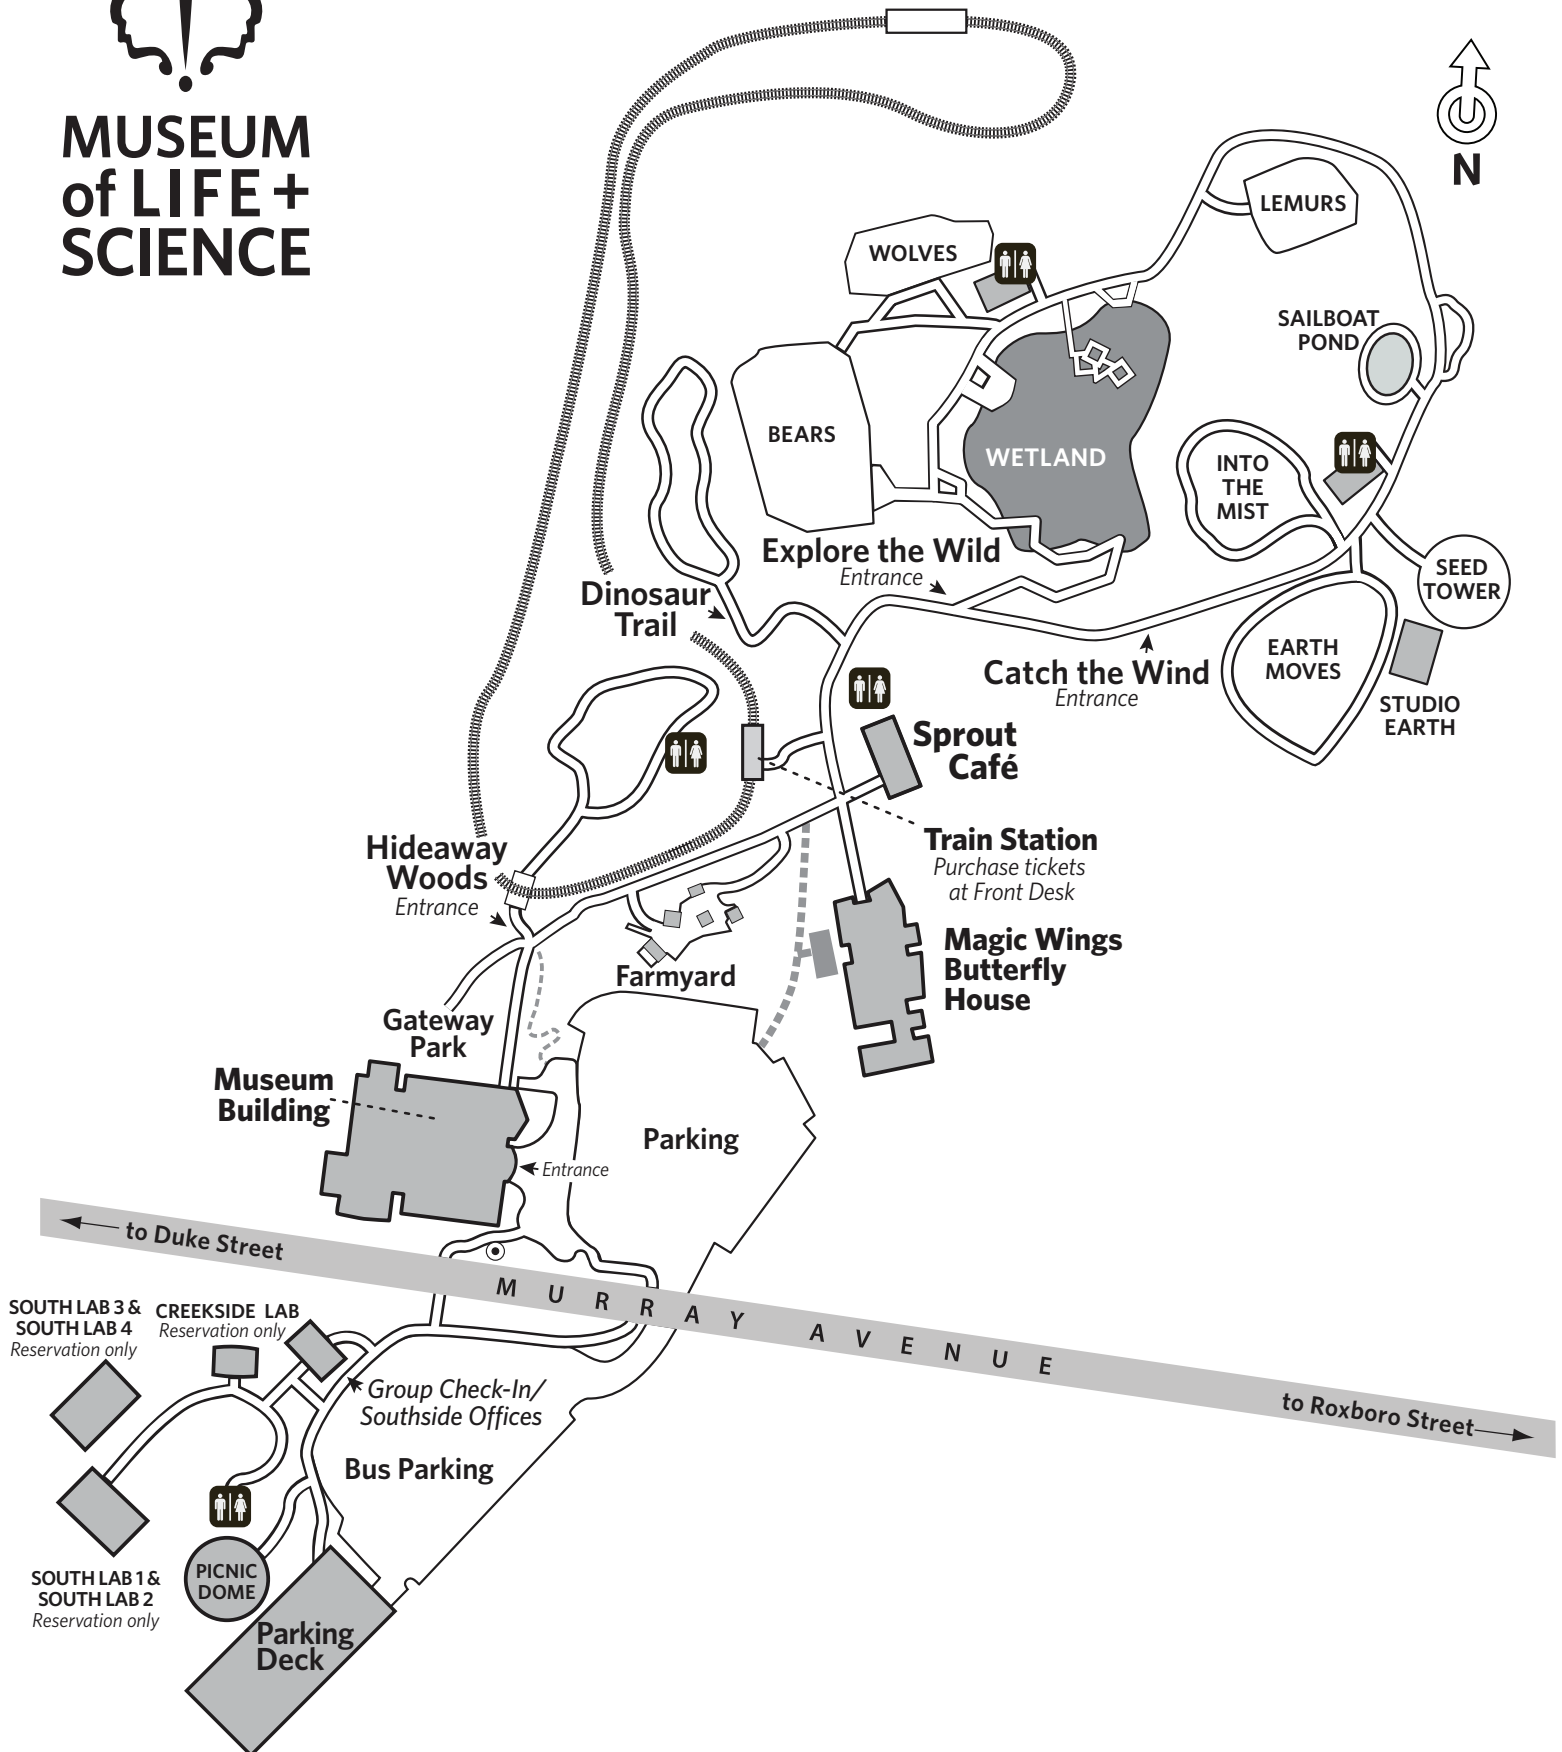 MUSEUM
of LIFE +
SCIENCE
N
LEMURS
WOLVES
SAILBOAT
POND
BEARS
WETLAND
INTO
THE
MIST
Explore the Wild
Entrance
SEED
TOWER
Dinosaur
Trail
EARTH
MOVES
Catch the Wind
Entrance
STUDIO
EARTH
Sprout
Café
Train Station
Purchase tickets
at Front Desk
Hideaway
Woods
Entrance
Magic Wings
Butterfly
House
Farmyard
Gateway
Park
Museum
Building
Parking
Entrance
to Duke Street
MURRAY AVENUE
to Roxboro Street
SOUTH LAB 3 &
SOUTH LAB 4
Reservation only
CREEKSIDE LAB
Reservation only
Group Check-In/
Southside Offices
Bus Parking
SOUTH LAB 1 &
SOUTH LAB 2
Reservation only
PICNIC
DOME
Parking
Deck